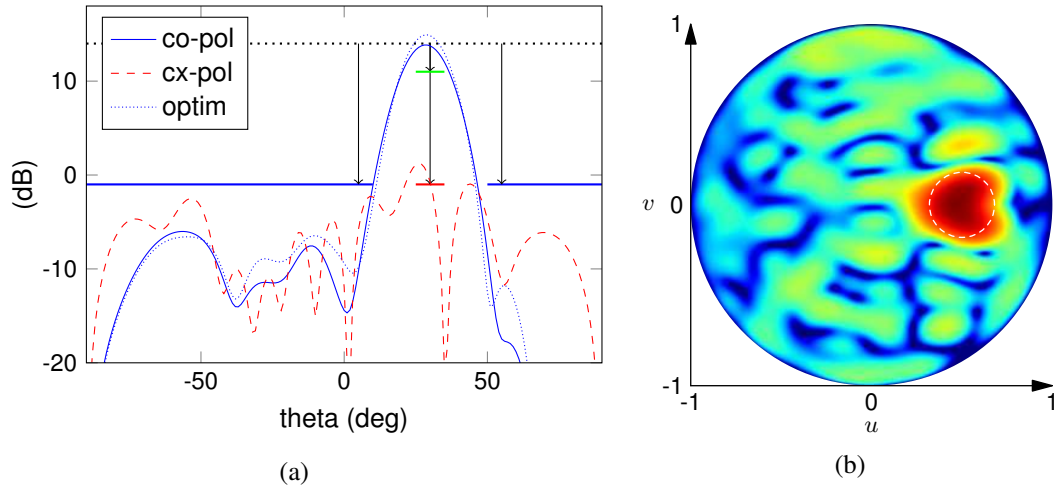 co-pol
cx-pol
optim
10
0
-10
-20
(dB)
-50
0
50
theta (deg)
(a)
1
v
0
-1
-1
0
1
u
(b)